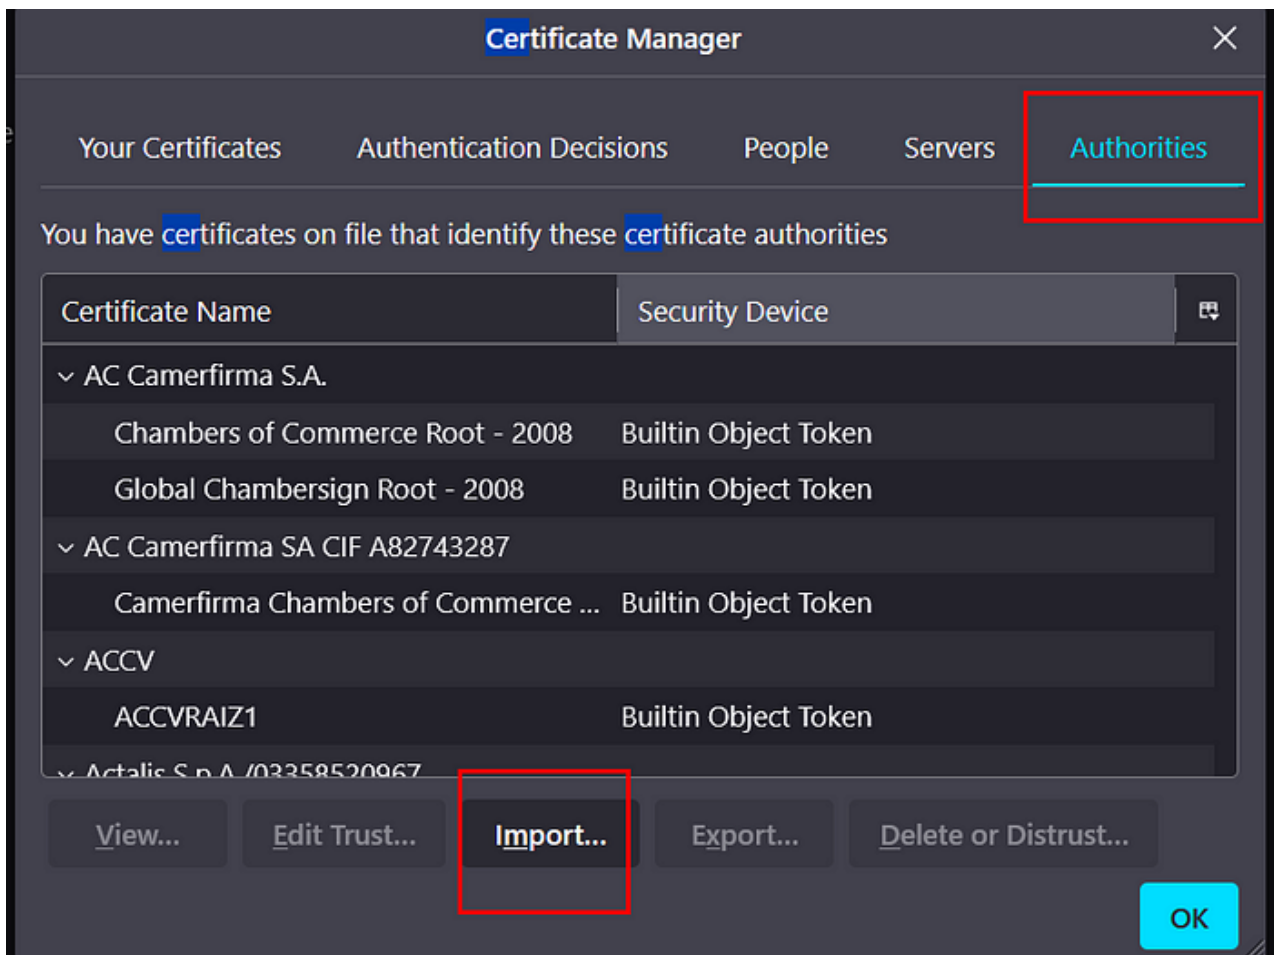 Certificate Manager
Your Certificates Authentication Decisions People Servers Authorities
You have certificates on file that identify these certificate authorities
Certificate Name Security Device
AC Camerfirma S.A.
Chambers of Commerce Root - 2008 Builtin Object Token
Global Chambersign Root - 2008 Builtin Object Token
AC Camerfirma SA CIF A82743287
Camerfirma Chambers of Commerce ... Builtin Object Token
ACCV
ACCVRAIZ1 Builtin Object Token
Actalis S.p.A./03358520967
View... Edit Trust... Import... Export... Delete or Distrust...
OK